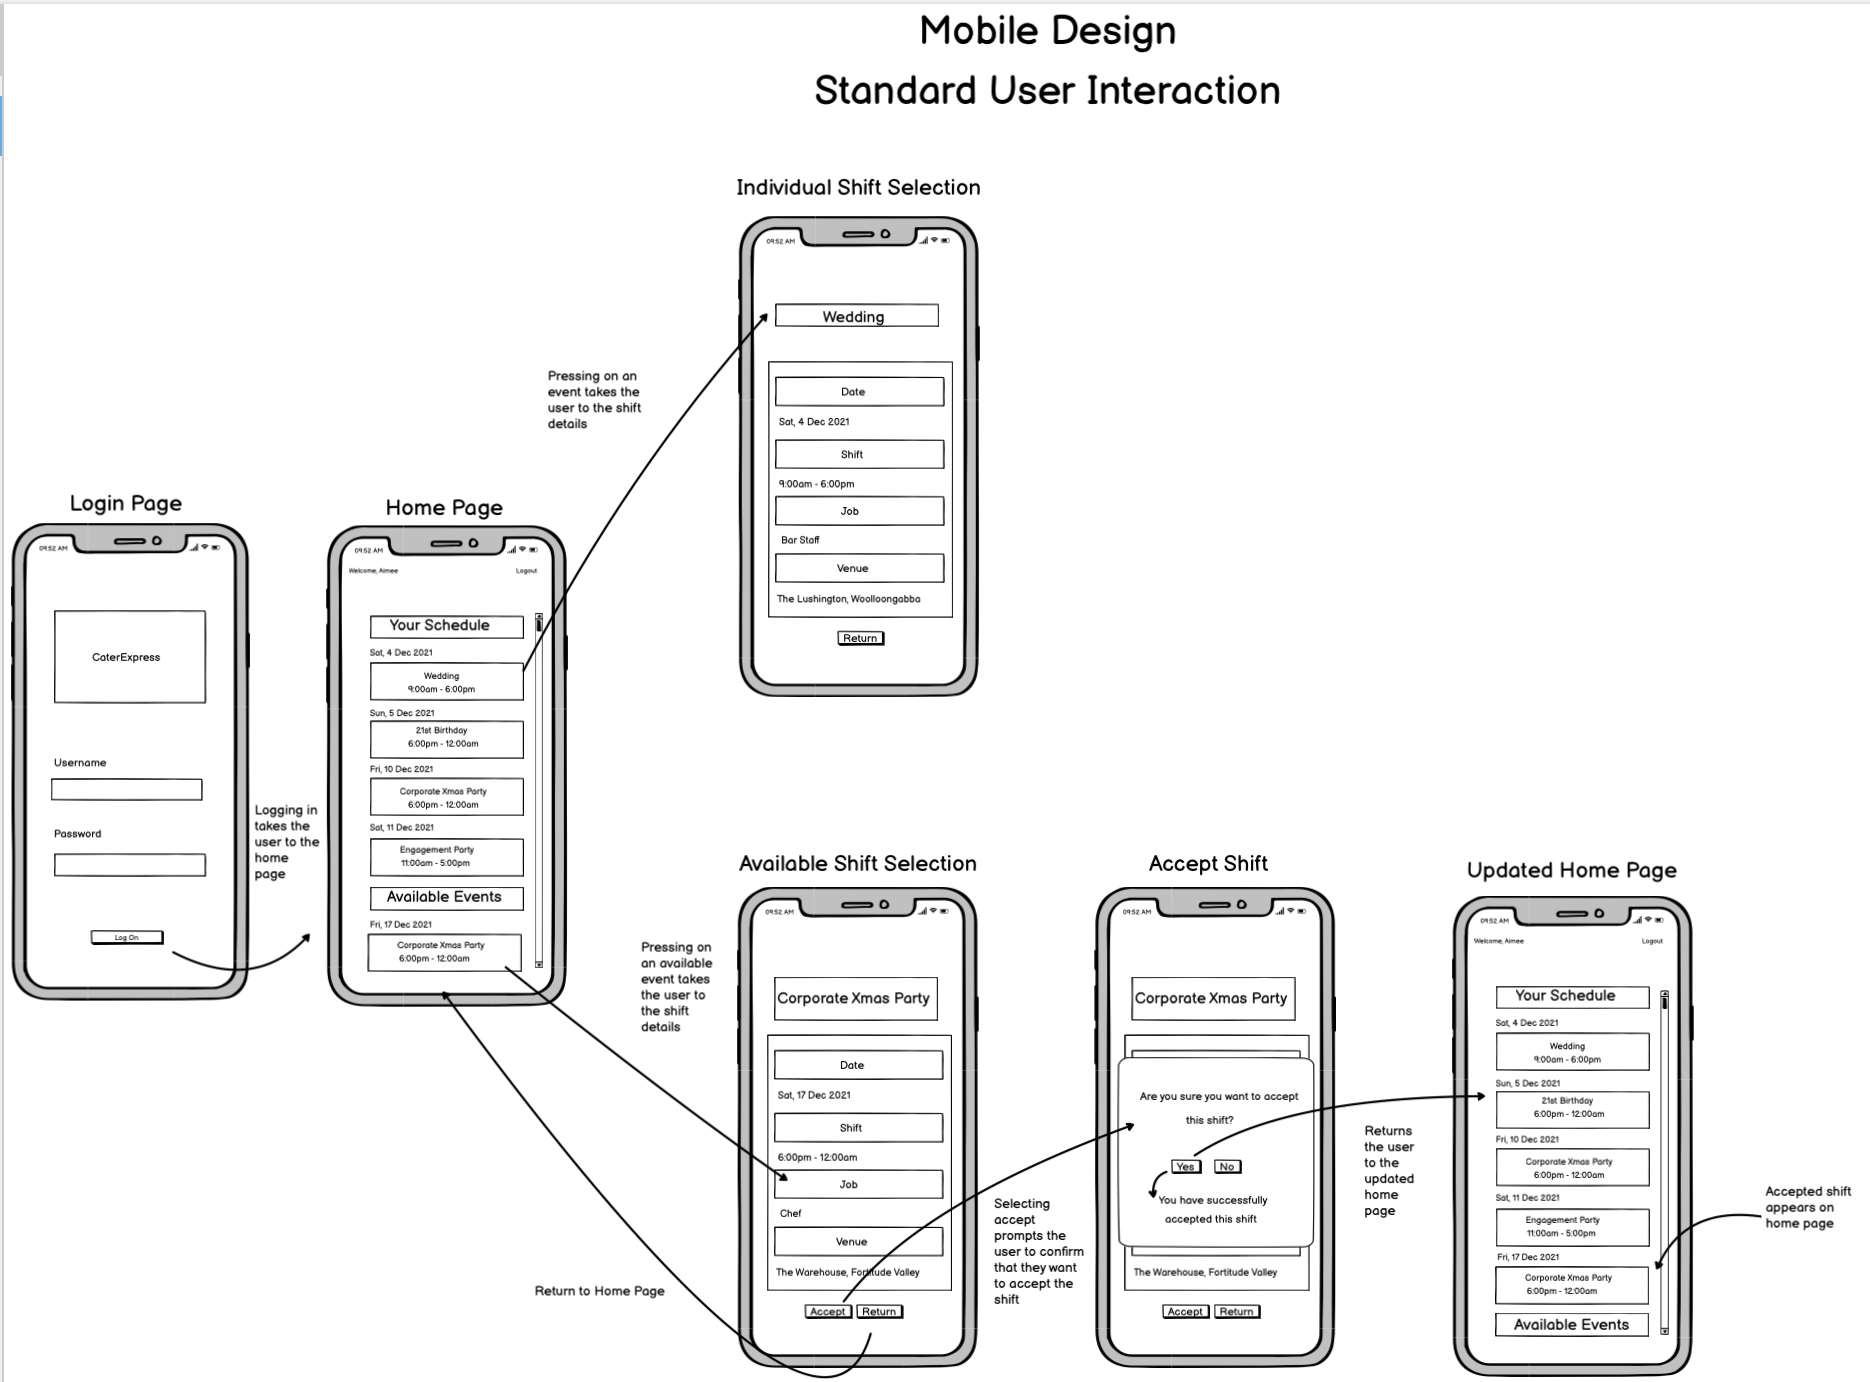 Mobile Design
Standard User Interaction
Individual Shift Selection
09:52 AM
Wedding
Date
Sat, 4 Dec 2021
Shift
9:00am - 6:00pm
Job
Bar Staff
Venue
The Lushington, Woolloongabba
Return
Pressing on an
event takes the
user to the shift
details
Login Page
09:52 AM
CaterExpress
Username
Password
Log On
Logging in
takes the
user to the
home
page
Home Page
09:52 AM
Welcome, Aimee
Logout
Your Schedule
Sat, 4 Dec 2021
Wedding
9:00am - 6:00pm
Sun, 5 Dec 2021
21st Birthday
6:00pm - 12:00am
Fri, 10 Dec 2021
Corporate Xmas Party
6:00pm - 12:00am
Sat, 11 Dec 2021
Engagement Party
11:00am - 5:00pm
Available Events
Fri, 17 Dec 2021
Corporate Xmas Party
6:00pm - 12:00am
Pressing on
an available
event takes
the user to
the shift
details
Return to Home Page
Available Shift Selection
09:52 AM
Corporate Xmas Party
Date
Sat, 17 Dec 2021
Shift
6:00pm - 12:00am
Job
Chef
Venue
The Warehouse, Fortitude Valley
Accept
Return
Selecting
accept
prompts the
user to confirm
that they want
to accept the
shift
Accept Shift
09:52 AM
Corporate Xmas Party
Are you sure you want to accept
this shift?
Yes
No
You have successfully
accepted this shift
The Warehouse, Fortitude Valley
Accept
Return
Returns
the user
to the
updated
home
page
Updated Home Page
09:52 AM
Welcome, Aimee
Logout
Your Schedule
Sat, 4 Dec 2021
Wedding
9:00am - 6:00pm
Sun, 5 Dec 2021
21st Birthday
6:00pm - 12:00am
Fri, 10 Dec 2021
Corporate Xmas Party
6:00pm - 12:00am
Sat, 11 Dec 2021
Engagement Party
11:00am - 5:00pm
Fri, 17 Dec 2021
Corporate Xmas Party
6:00pm - 12:00am
Available Events
Accepted shift
appears on
home page